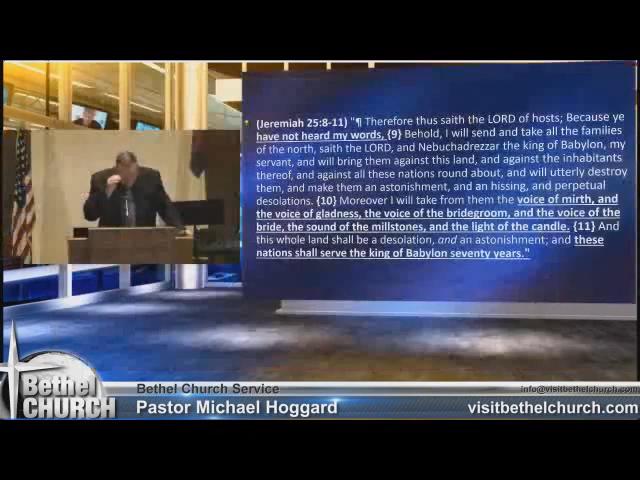 (Jeremiah 25:8-11) "¶ Therefore thus saith the LORD of hosts; Because ye
have not heard my words, {9} Behold, I will send and take all the families
of the north, saith the LORD, and Nebuchadrezzar the king of Babylon, my
servant, and will bring them against this land, and against the inhabitants
thereof, and against all these nations round about, and will utterly destroy
them, and make them an astonishment, and an hissing, and perpetual
desolations. {10} Moreover I will take from them the voice of mirth, and
the voice of gladness, the voice of the bridegroom, and the voice of the
bride, the sound of the millstones, and the light of the candle. {11} And
this whole land shall be a desolation, and an astonishment; and these
nations shall serve the king of Babylon seventy years."
Bethel
CHURCH
Bethel Church Service
info@visitbethelchurch.com
Pastor Michael Hoggard
visitbethelchurch.com